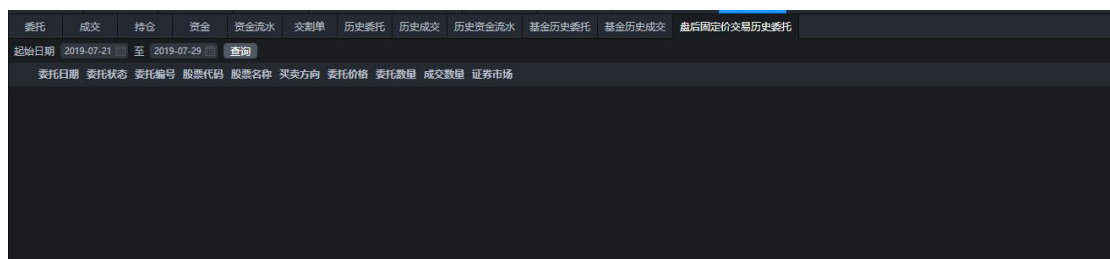 委托 成交 持仓 资金 资金流水 交割单 历史委托 历史成交 历史资金流水 基金历史委托 基金历史成交 盘后固定价交易历史委托
起始日期 2019-07-21 至 2019-07-29 查询
委托日期 委托状态 委托编号 股票代码 股票名称 买卖方向 委托价格 委托数量 成交数量 证券市场